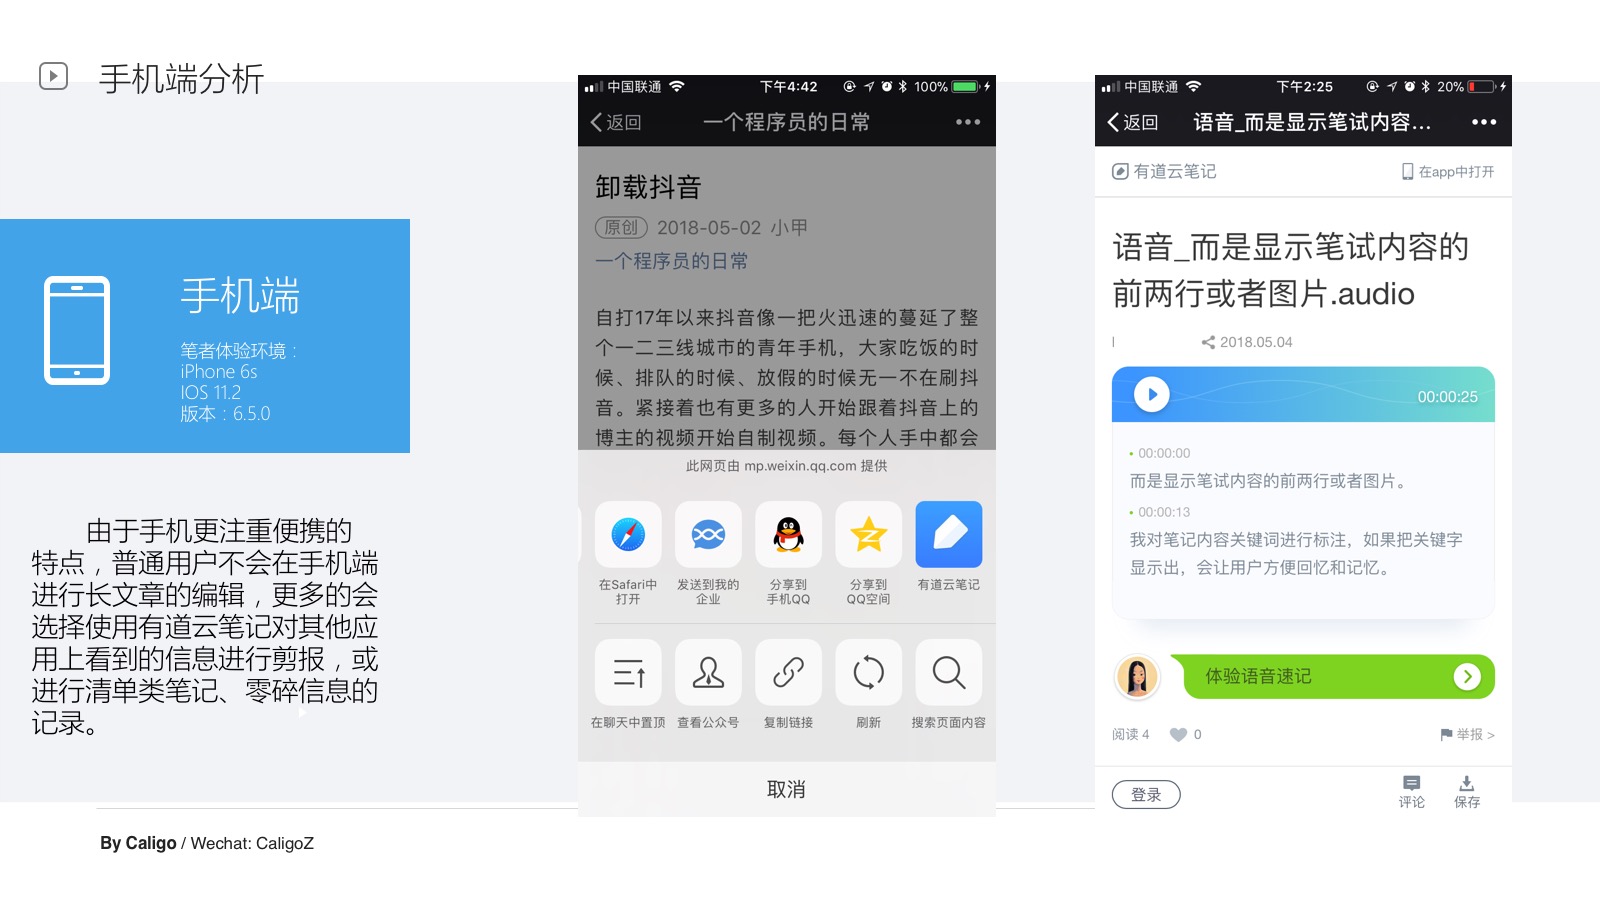 手机端分析
手机端
笔者体验环境：
iPhone 6s
IOS 11.2
版本：6.5.0
由于手机更注重便携的
特点，普通用户不会在手机端
进行长文章的编辑，更多的会
选择使用有道云笔记对其他应
用上看到的信息进行剪报，或
进行清单类笔记、零碎信息的
记录。
中国联通 下午4:42 100%
返回 一个程序员的日常
卸载抖音
原创 2018-05-02 小甲
一个程序员的日常
自打17年以来抖音像一把火迅速的蔓延了整
个一二三线城市的青年手机，大家吃饭的时
候、排队的时候、放假的时候无一不在刷抖
音。紧接着也有更多的人开始跟着抖音上的
博主的视频开始自制视频。每个人手中都会
此网页由 mp.weixin.qq.com 提供
在Safari中
打开
发送到我的
企业
分享到
手机QQ
分享到
QQ空间
有道云笔记
在聊天中置顶
查看公众号
复制链接
刷新
搜索页面内容
取消
中国联通 下午2:25 20%
返回 语音_而是显示笔试内容...
有道云笔记 在app中打开
语音_而是显示笔试内容的
前两行或者图片.audio
l 2018.05.04
00:00:25
00:00:00
而是显示笔试内容的前两行或者图片。
00:00:13
我对笔记内容关键词进行标注，如果把关键字
显示出，会让用户方便回忆和记忆。
体验语音速记
阅读 4 0 举报 >
登录 评论 保存
By Caligo / Wechat: CaligoZ